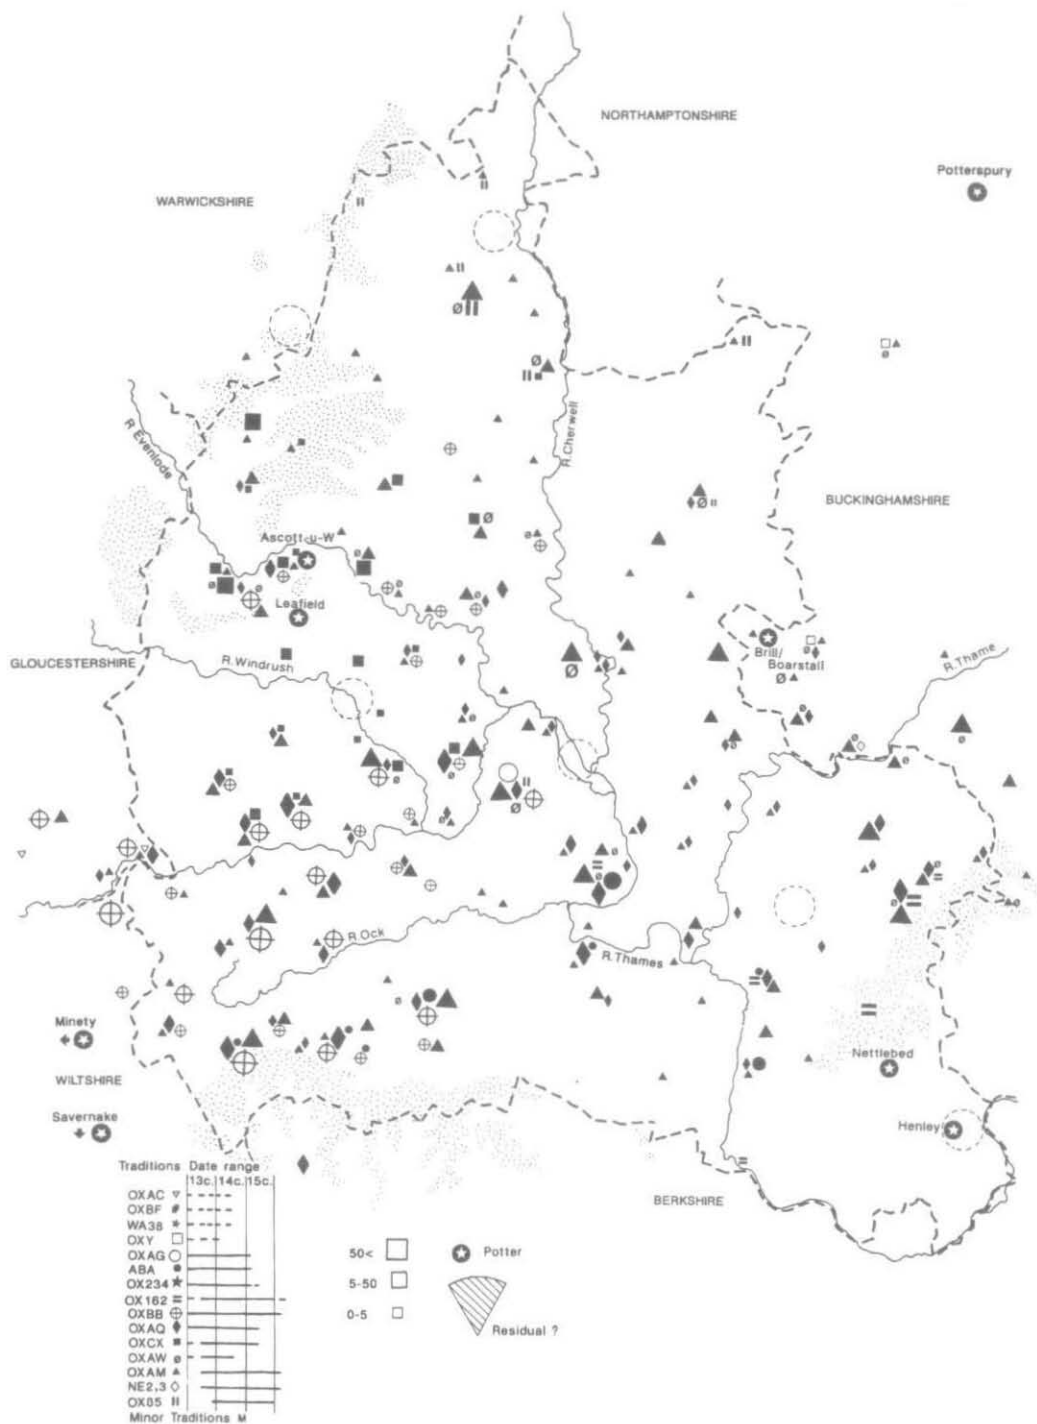 NORTHAMPTONSHIRE
Potterspury
WARWICKSHIRE
R.Evenlode
R.Cherwell
BUCKINGHAMSHIRE
Ascott-u-W
Leafield
GLOUCESTERSHIRE
R.Windrush
Brill/
Boarstall
R.Thame
R.Ock
R.Thames
Minety
WILTSHIRE
Savernake
Nettlebed
Henley
BERKSHIRE
Traditions Date range
13c. 14c. 15c.
OXAC
OXBF
WA38
OXY
OXAG
ABA
OX234
OX162
OXBB
OXAQ
OXCX
OXAW
OXAM
NE2,3
OX85
Minor Traditions M
50<
5-50
0-5
Potter
Residual ?